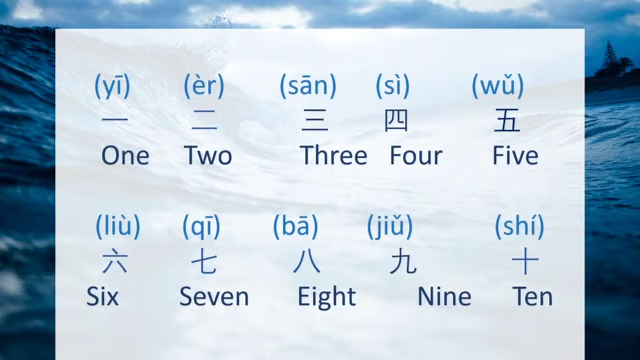 (yī) (èr) (sān) (sì) (wǔ)
一 二 三 四 五
One Two Three Four Five
(liù) (qī) (bā) (jiǔ) (shí)
六 七 八 九 十
Six Seven Eight Nine Ten